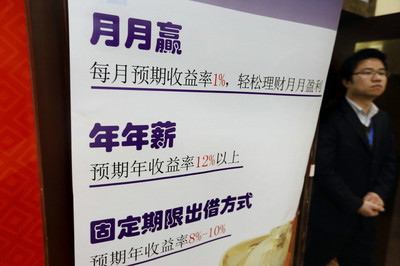 月月赢
每月预期收益率1%，轻松理财月月盈利
年年薪
预期年收益率12%以上
固定期限出借方式
预期年收益率8%-10%